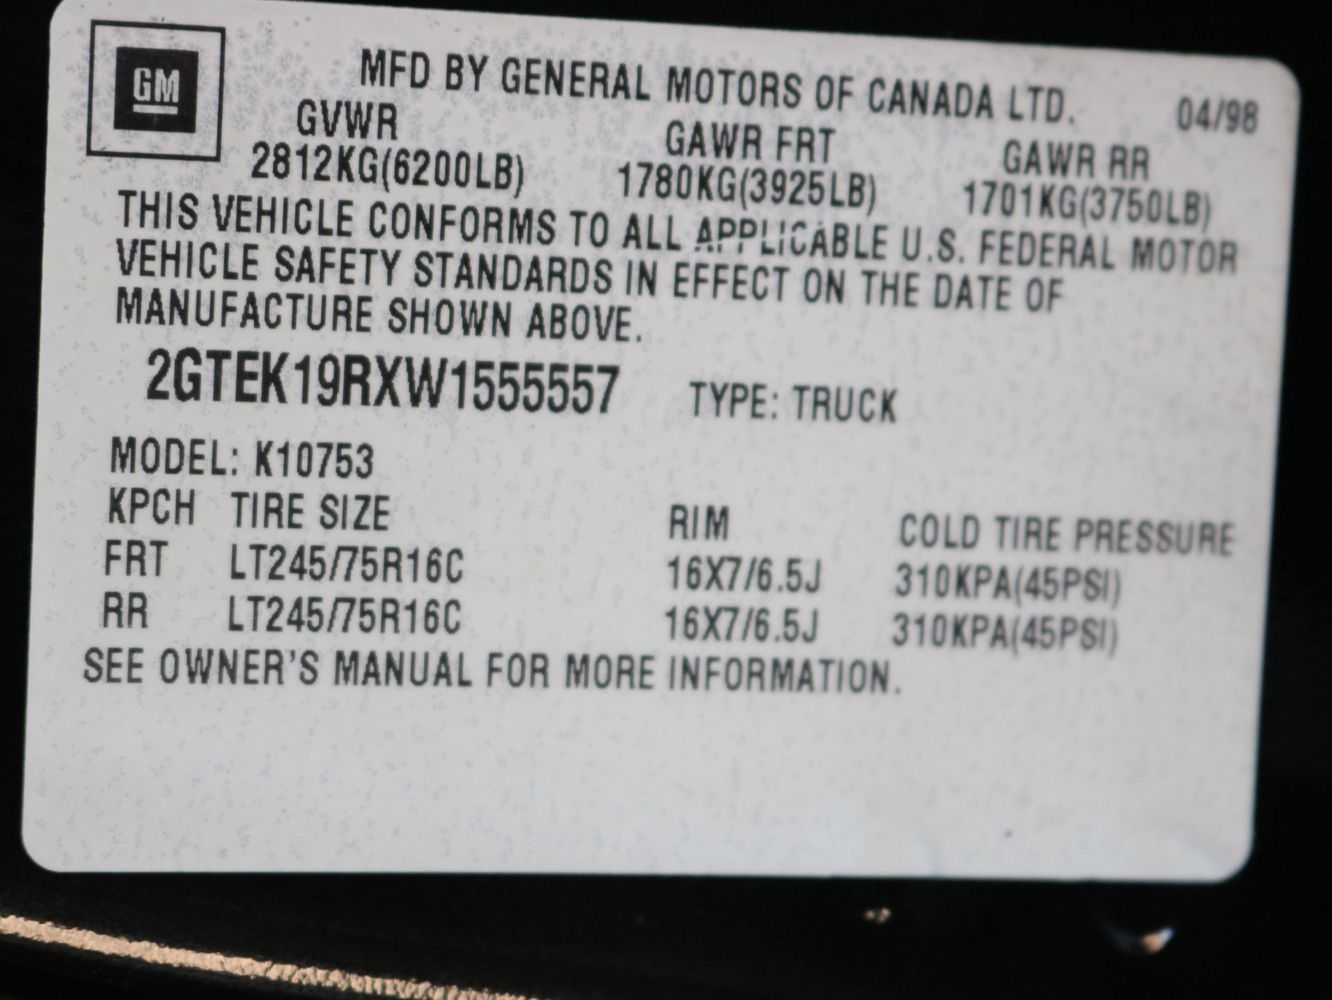 GM
MFD BY GENERAL MOTORS OF CANADA LTD. 04/98
GVWR GAWR FRT GAWR RR
2812KG(6200LB) 1780KG(3925LB) 1701KG(3750LB)
THIS VEHICLE CONFORMS TO ALL APPLICABLE U.S. FEDERAL MOTOR
VEHICLE SAFETY STANDARDS IN EFFECT ON THE DATE OF
MANUFACTURE SHOWN ABOVE.
2GTEK19RXW1555557 TYPE: TRUCK
MODEL: K10753
KPCH TIRE SIZE RIM COLD TIRE PRESSURE
FRT LT245/75R16C 16X7/6.5J 310KPA(45PSI)
RR LT245/75R16C 16X7/6.5J 310KPA(45PSI)
SEE OWNER'S MANUAL FOR MORE INFORMATION.